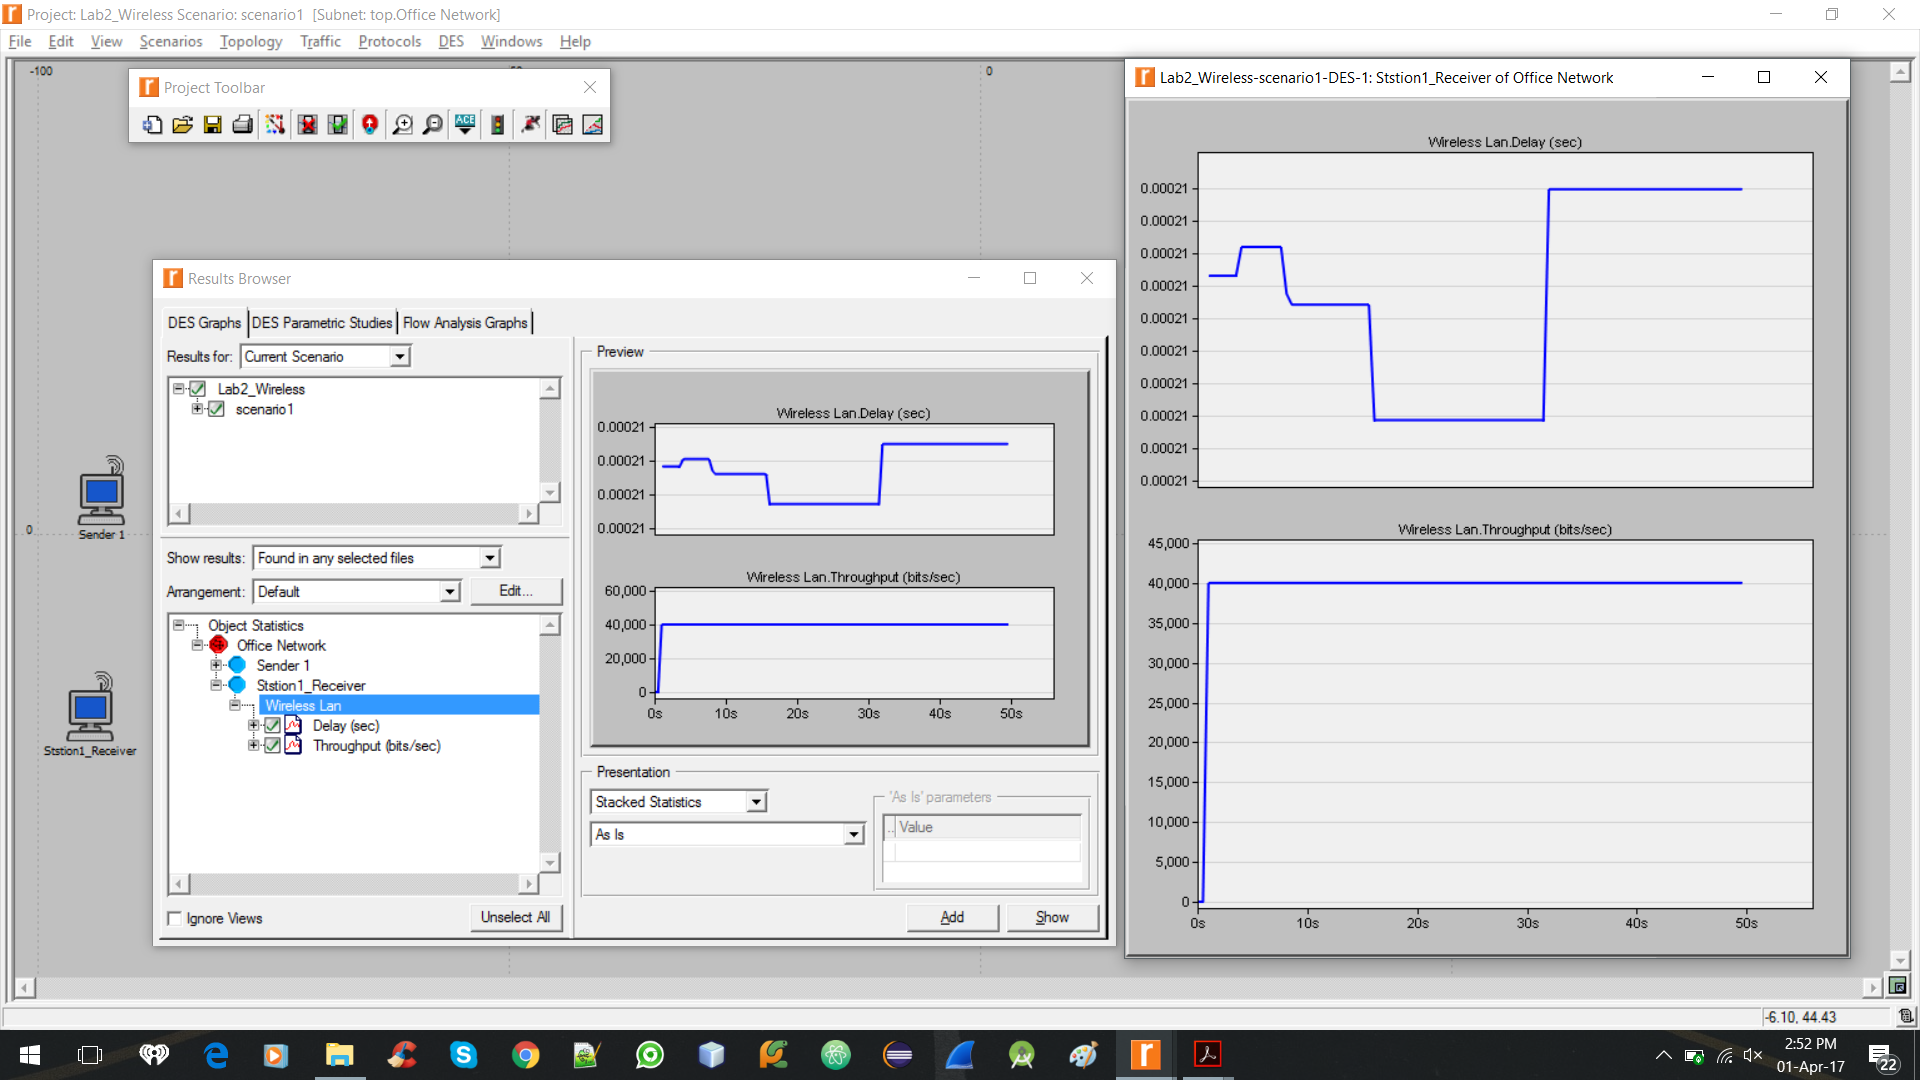 Project: Lab2_Wireless Scenario: scenario1 [Subnet: top.Office Network]
File Edit View Scenarios Topology Traffic Protocols DES Windows Help
-100
0
Project Toolbar
ACE
Results Browser
DES Graphs DES Parametric Studies Flow Analysis Graphs
Results for: Current Scenario
Lab2_Wireless
scenario1
Show results: Found in any selected files
Arrangement: Default Edit...
Object Statistics
Office Network
Sender 1
Ststion1_Receiver
Wireless Lan
Delay (sec)
Throughput (bits/sec)
Ignore Views Unselect All
Preview
Wireless Lan.Delay (sec)
0.00021
0.00021
0.00021
0.00021
Wireless Lan.Throughput (bits/sec)
60,000
40,000
20,000
0
0s 10s 20s 30s 40s 50s
Presentation
Stacked Statistics
As Is
'As Is' parameters
.. Value
Add Show
0
Sender 1
Ststion1_Receiver
Lab2_Wireless-scenario1-DES-1: Ststion1_Receiver of Office Network
Wireless Lan.Delay (sec)
0.00021
0.00021
0.00021
0.00021
0.00021
0.00021
0.00021
0.00021
0.00021
0.00021
Wireless Lan.Throughput (bits/sec)
45,000
40,000
35,000
30,000
25,000
20,000
15,000
10,000
5,000
0
0s 10s 20s 30s 40s 50s
-6.10, 44.43
2:52 PM
01-Apr-17
22